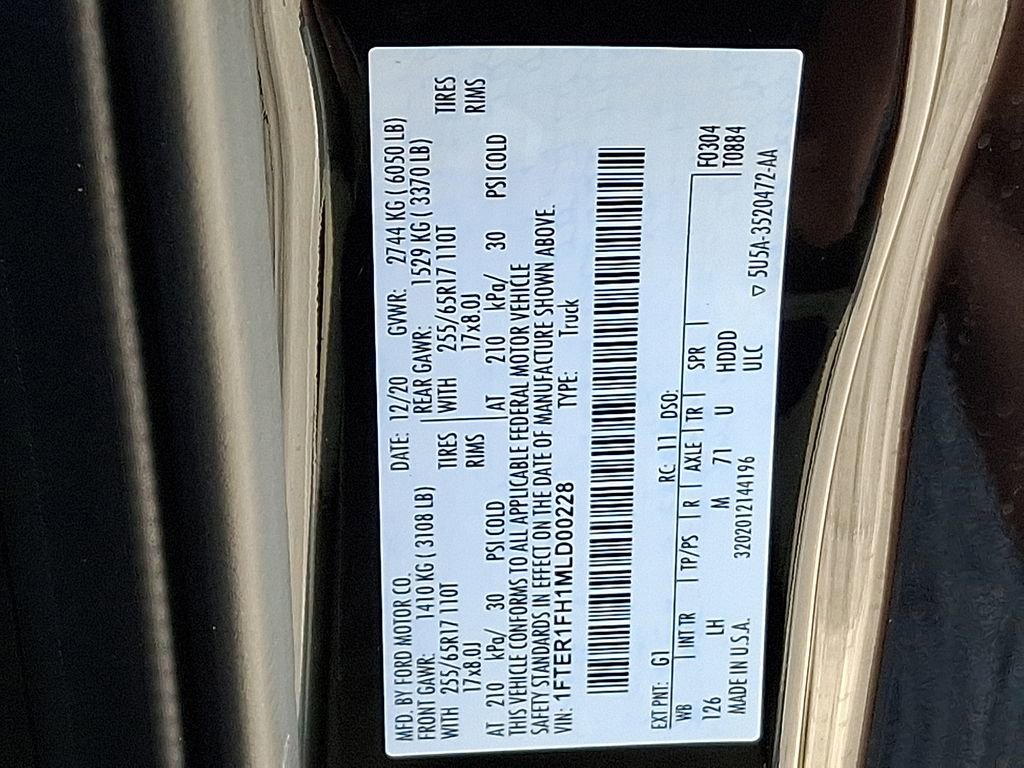 MFD. BY FORD MOTOR CO. DATE: 12/20 GVWR: 2744 KG ( 6050 LB)
FRONT GAWR: 1410 KG ( 3108 LB) REAR GAWR: 1529 KG ( 3370 LB)
WITH 255/65R17 110T TIRES WITH 255/65R17 110T TIRES
17x8.0J RIMS 17x8.0J RIMS
AT 210 kPa/ 30 PSI COLD AT 210 kPa/ 30 PSI COLD
THIS VEHICLE CONFORMS TO ALL APPLICABLE FEDERAL MOTOR VEHICLE
SAFETY STANDARDS IN EFFECT ON THE DATE OF MANUFACTURE SHOWN ABOVE.
VIN: 1FTER1FH1MLD00228 TYPE: Truck
EXT PNT: G1 RC: 11 DSO:
WB | INT TR | TP/PS | R | AXLE | TR | SPR | F0304
126 LH M 71 U HDDD T0884
MADE IN U.S.A. 3202012144196 ULC
▽ 5U5A-3520472-AA